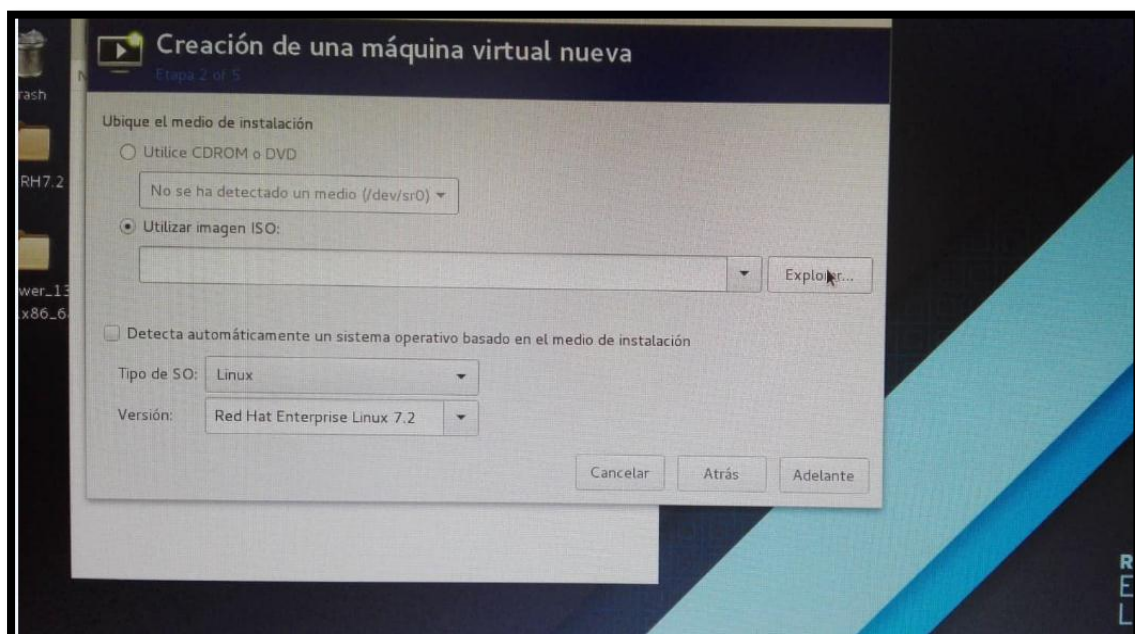 Creación de una máquina virtual nueva
Etapa 2 of 5
rash
Ubique el medio de instalación
Utilice CDROM o DVD
RH7.2
No se ha detectado un medio (/dev/sr0)
Utilizar imagen ISO:
Explorar...
wer_13
x86_6
Detecta automáticamente un sistema operativo basado en el medio de instalación
Tipo de SO: Linux
Versión: Red Hat Enterprise Linux 7.2
Cancelar Atrás Adelante
R
E
L